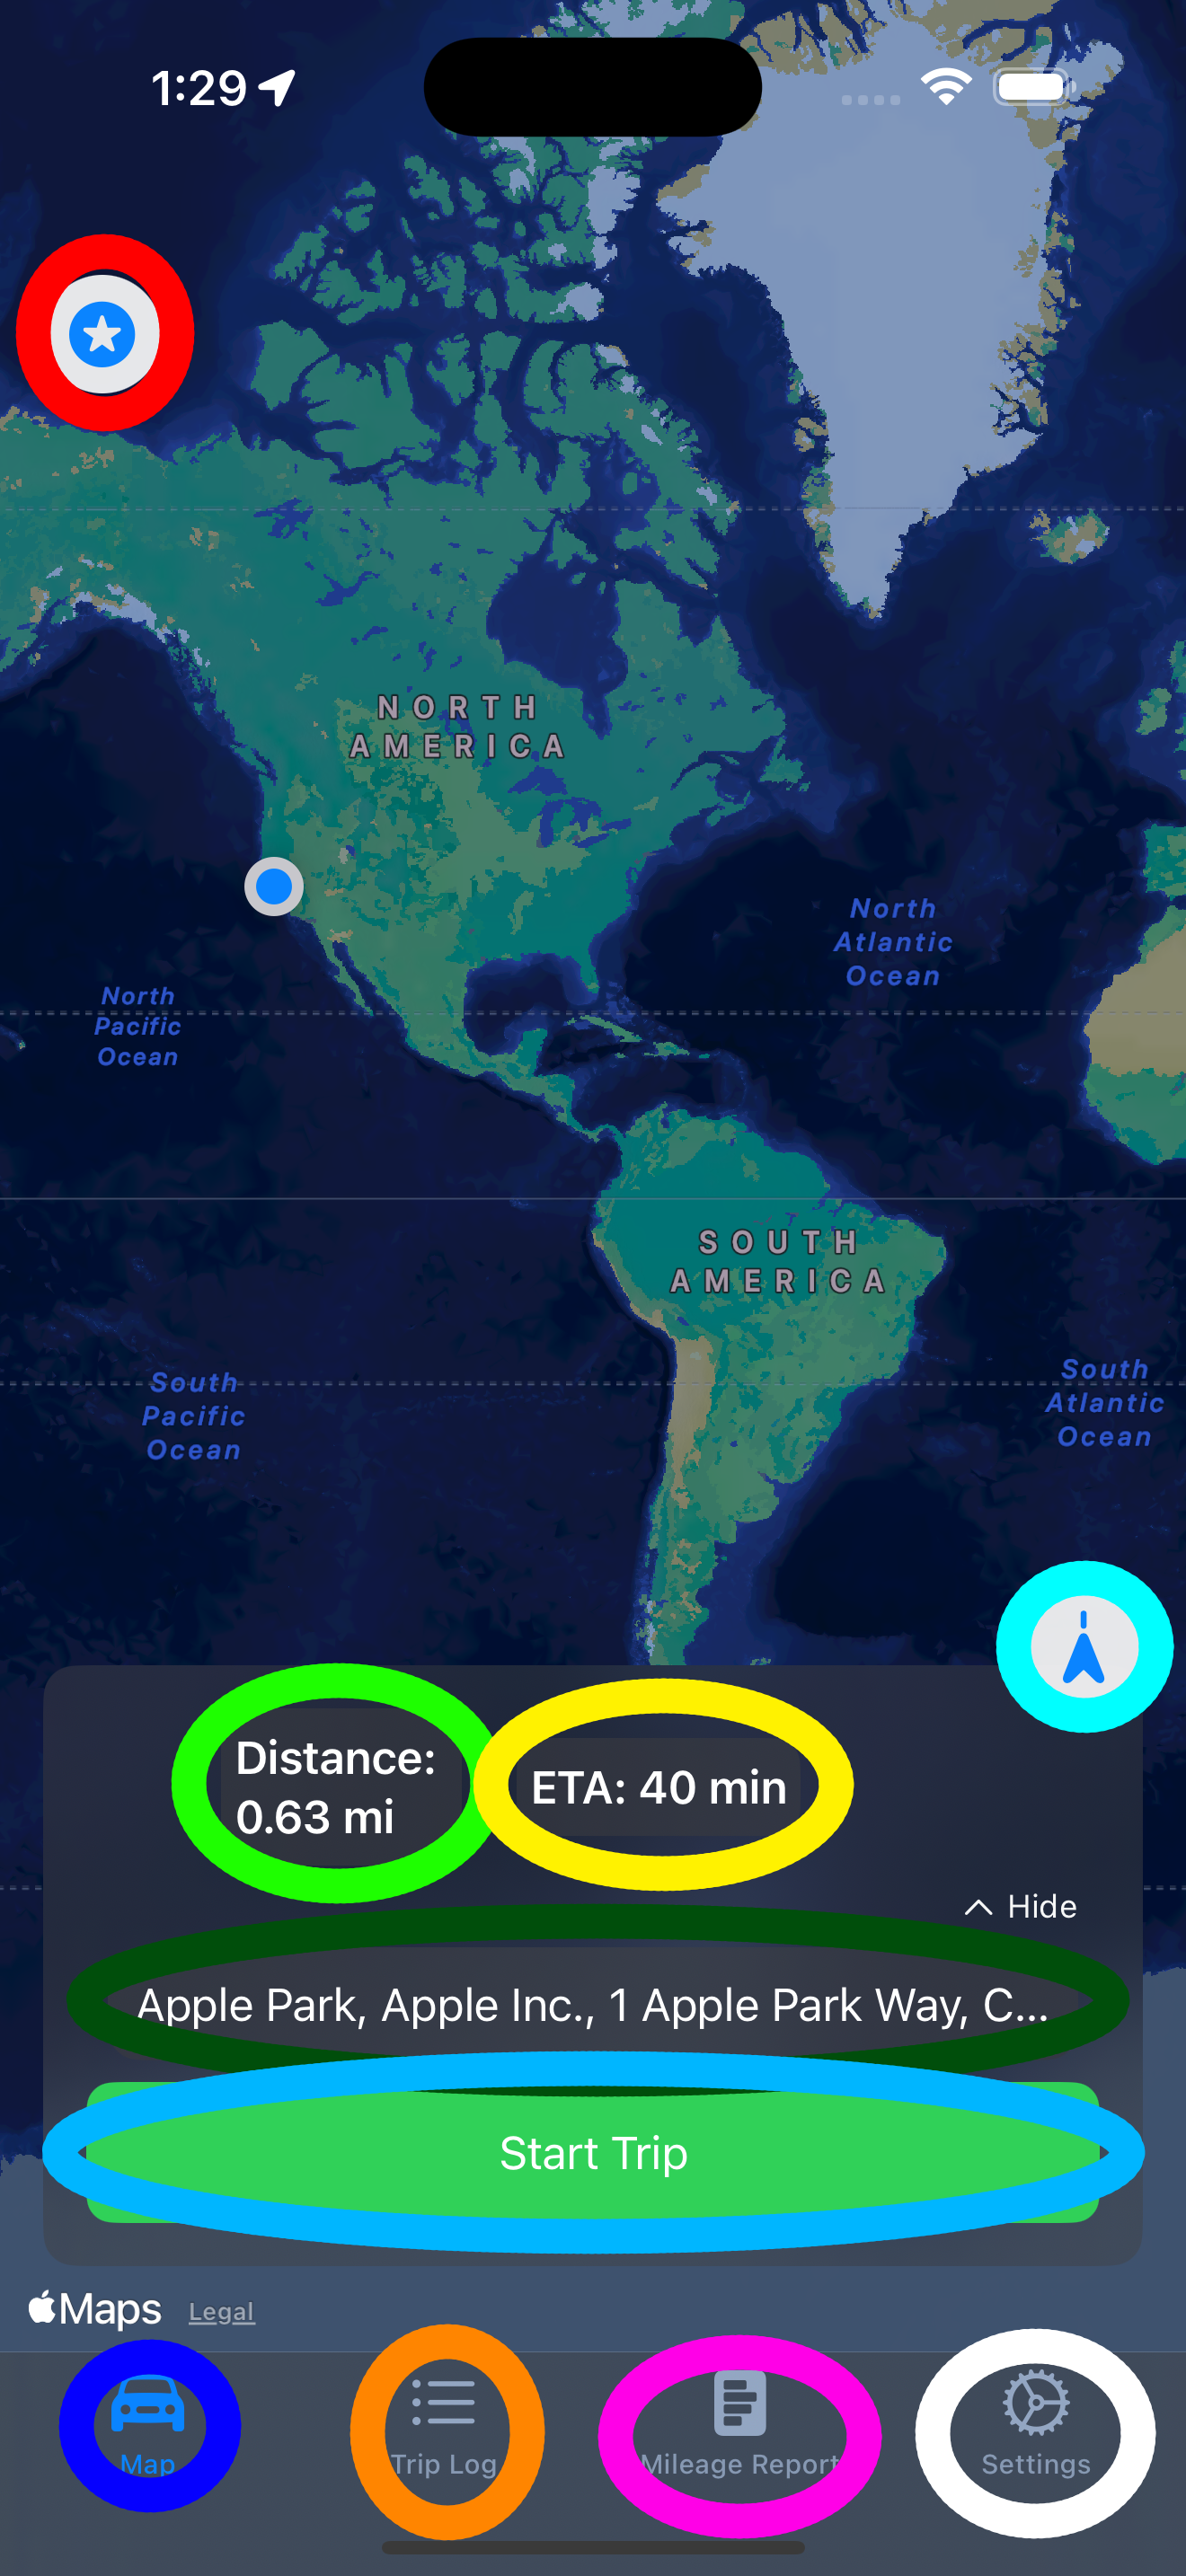 1:29
NORTH
AMERICA
North
Atlantic
Ocean
North
Pacific
Ocean
SOUTH
AMERICA
South
Pacific
Ocean
South
Atlantic
Ocean
Distance:
0.63 mi
ETA: 40 min
Hide
Apple Park, Apple Inc., 1 Apple Park Way, C...
Start Trip
Maps Legal
Map Trip Log Mileage Report Settings